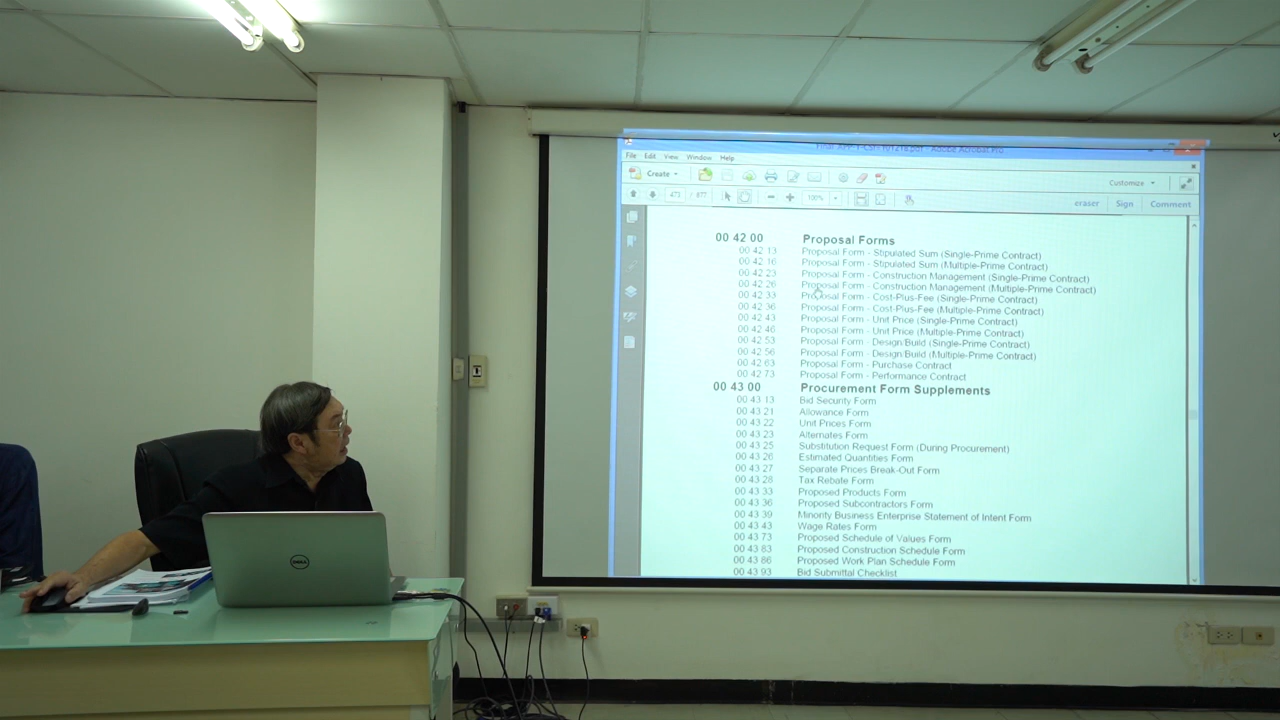 File Edit View Window Help
Create
Customize
473 / 877
100%
eraser Sign Comment
00 42 00 Proposal Forms
00 42 13 Proposal Form - Stipulated Sum (Single-Prime Contract)
00 42 16 Proposal Form - Stipulated Sum (Multiple-Prime Contract)
00 42 23 Proposal Form - Construction Management (Single-Prime Contract)
00 42 26 Proposal Form - Construction Management (Multiple-Prime Contract)
00 42 33 Proposal Form - Cost-Plus-Fee (Single-Prime Contract)
00 42 36 Proposal Form - Cost-Plus-Fee (Multiple-Prime Contract)
00 42 43 Proposal Form - Unit Price (Single-Prime Contract)
00 42 46 Proposal Form - Unit Price (Multiple-Prime Contract)
00 42 53 Proposal Form - Design/Build (Single-Prime Contract)
00 42 56 Proposal Form - Design/Build (Multiple-Prime Contract)
00 42 63 Proposal Form - Purchase Contract
00 42 73 Proposal Form - Performance Contract
00 43 00 Procurement Form Supplements
00 43 13 Bid Security Form
00 43 21 Allowance Form
00 43 22 Unit Prices Form
00 43 23 Alternates Form
00 43 25 Substitution Request Form (During Procurement)
00 43 26 Estimated Quantities Form
00 43 27 Separate Prices Break-Out Form
00 43 28 Tax Rebate Form
00 43 33 Proposed Products Form
00 43 36 Proposed Subcontractors Form
00 43 39 Minority Business Enterprise Statement of Intent Form
00 43 43 Wage Rates Form
00 43 73 Proposed Schedule of Values Form
00 43 83 Proposed Construction Schedule Form
00 43 86 Proposed Work Plan Schedule Form
00 43 93 Bid Submittal Checklist
DELL